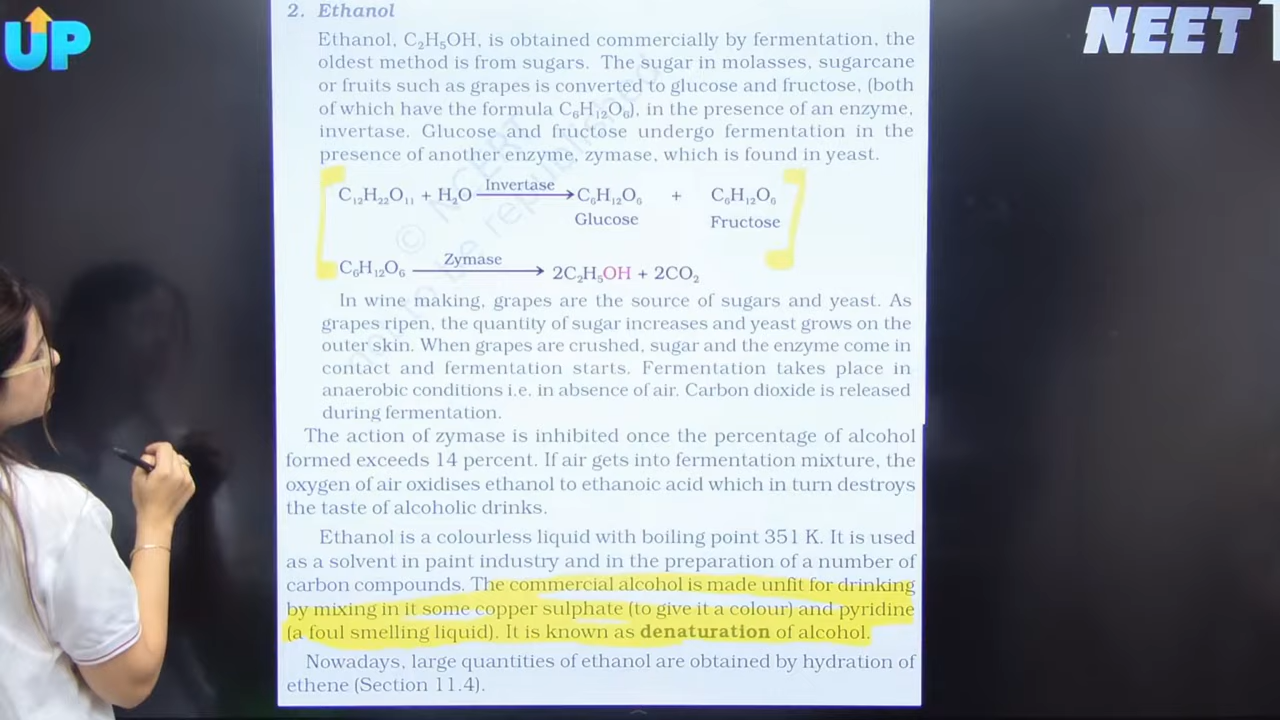 UP
NEET
2. Ethanol
Ethanol, C₂H₅OH, is obtained commercially by fermentation, the
oldest method is from sugars. The sugar in molasses, sugarcane
or fruits such as grapes is converted to glucose and fructose, (both
of which have the formula C₆H₁₂O₆), in the presence of an enzyme,
invertase. Glucose and fructose undergo fermentation in the
presence of another enzyme, zymase, which is found in yeast.
C₁₂H₂₂O₁₁ + H₂O Invertase → C₆H₁₂O₆ + C₆H₁₂O₆
Glucose Fructose
C₆H₁₂O₆ Zymase → 2C₂H₅OH + 2CO₂
In wine making, grapes are the source of sugars and yeast. As
grapes ripen, the quantity of sugar increases and yeast grows on the
outer skin. When grapes are crushed, sugar and the enzyme come in
contact and fermentation starts. Fermentation takes place in
anaerobic conditions i.e. in absence of air. Carbon dioxide is released
during fermentation.
The action of zymase is inhibited once the percentage of alcohol
formed exceeds 14 percent. If air gets into fermentation mixture, the
oxygen of air oxidises ethanol to ethanoic acid which in turn destroys
the taste of alcoholic drinks.
Ethanol is a colourless liquid with boiling point 351 K. It is used
as a solvent in paint industry and in the preparation of a number of
carbon compounds. The commercial alcohol is made unfit for drinking
by mixing in it some copper sulphate (to give it a colour) and pyridine
(a foul smelling liquid). It is known as denaturation of alcohol.
Nowadays, large quantities of ethanol are obtained by hydration of
ethene (Section 11.4).
© NCERT
not to be republished